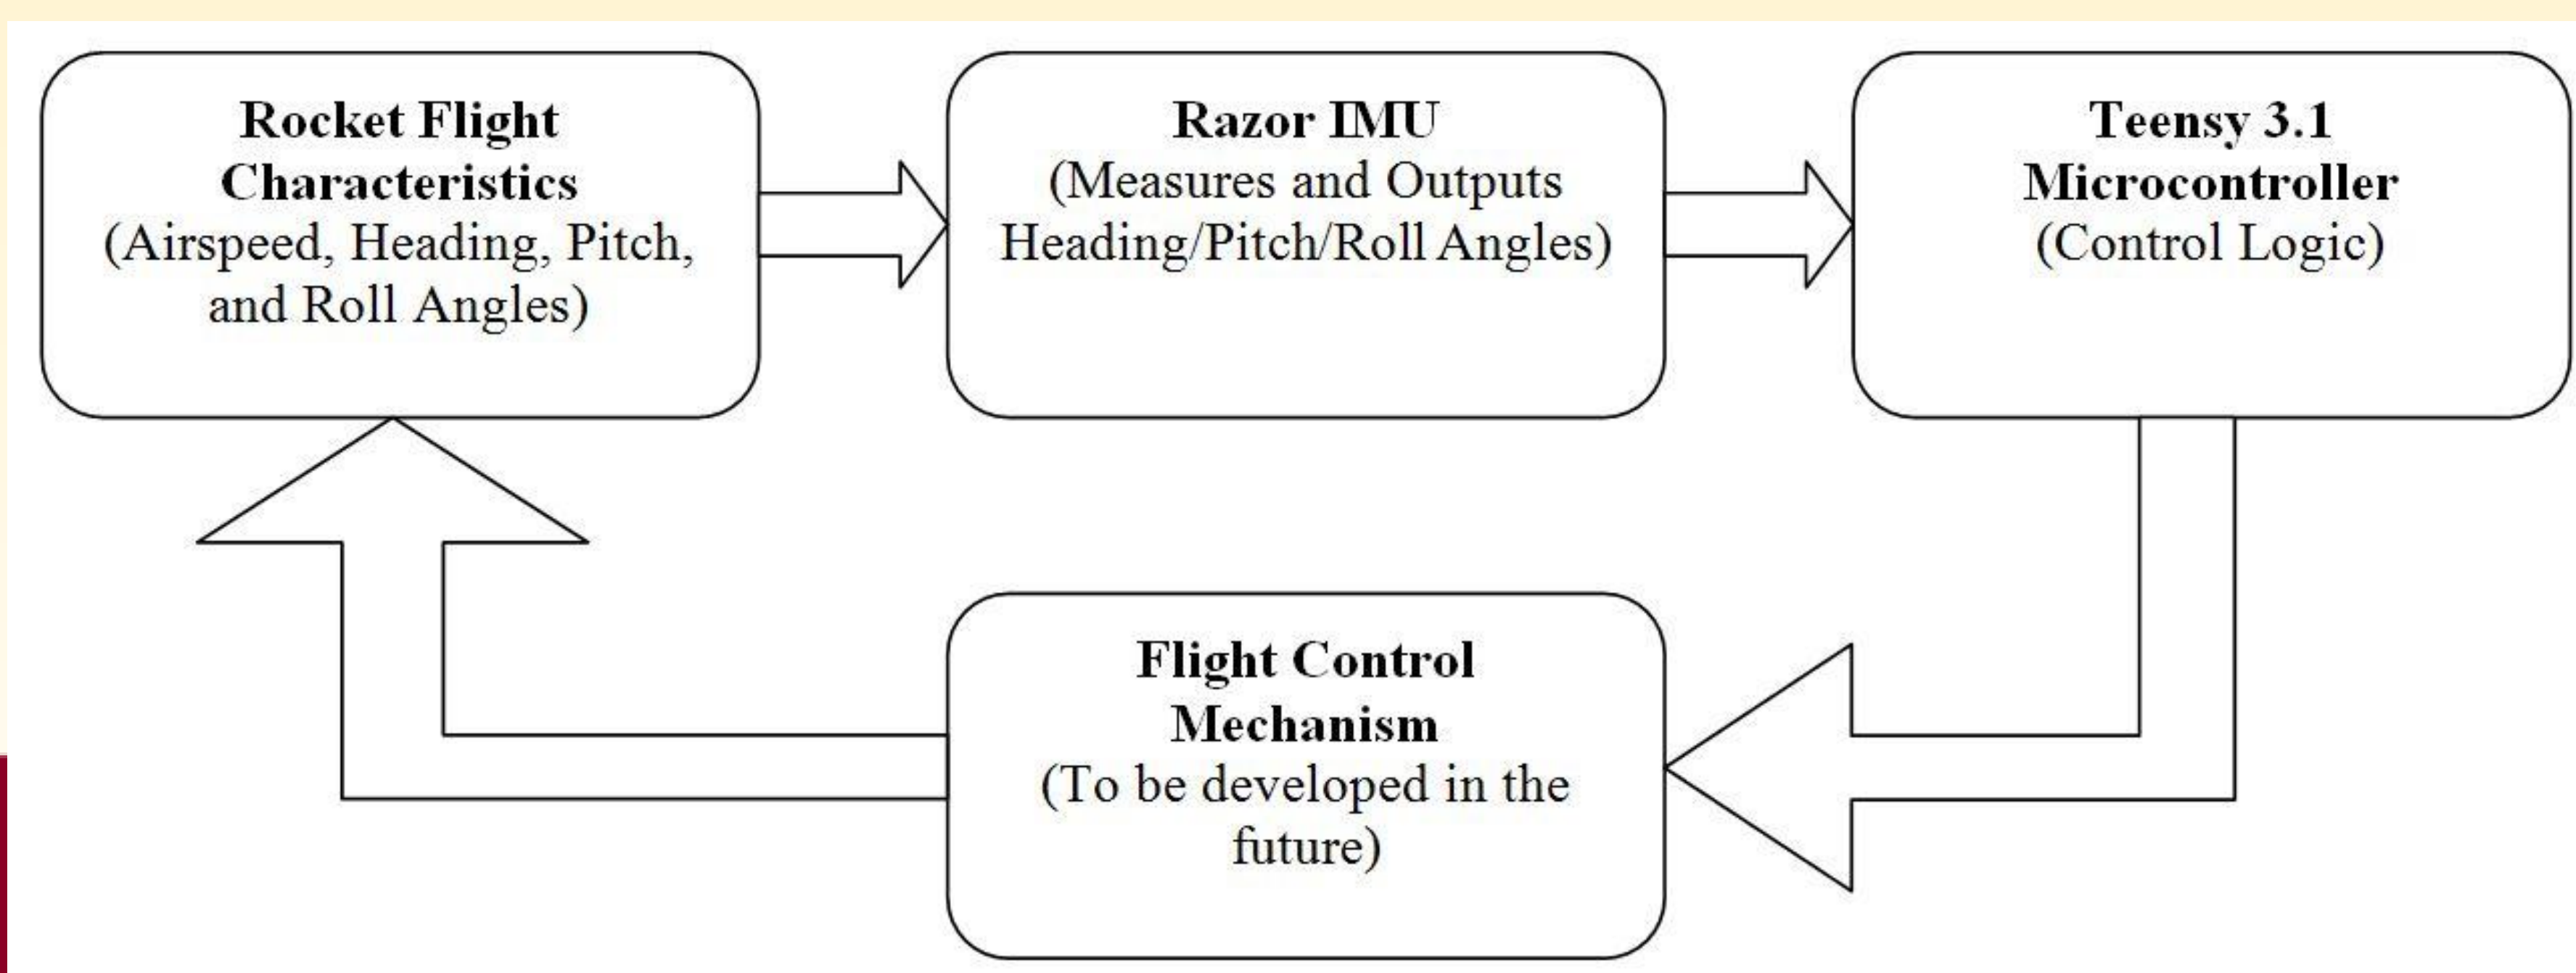 Rocket Flight
Characteristics
(Airspeed, Heading, Pitch,
and Roll Angles)
Razor IMU
(Measures and Outputs
Heading/Pitch/Roll Angles)
Teensy 3.1
Microcontroller
(Control Logic)
Flight Control
Mechanism
(To be developed in the
future)